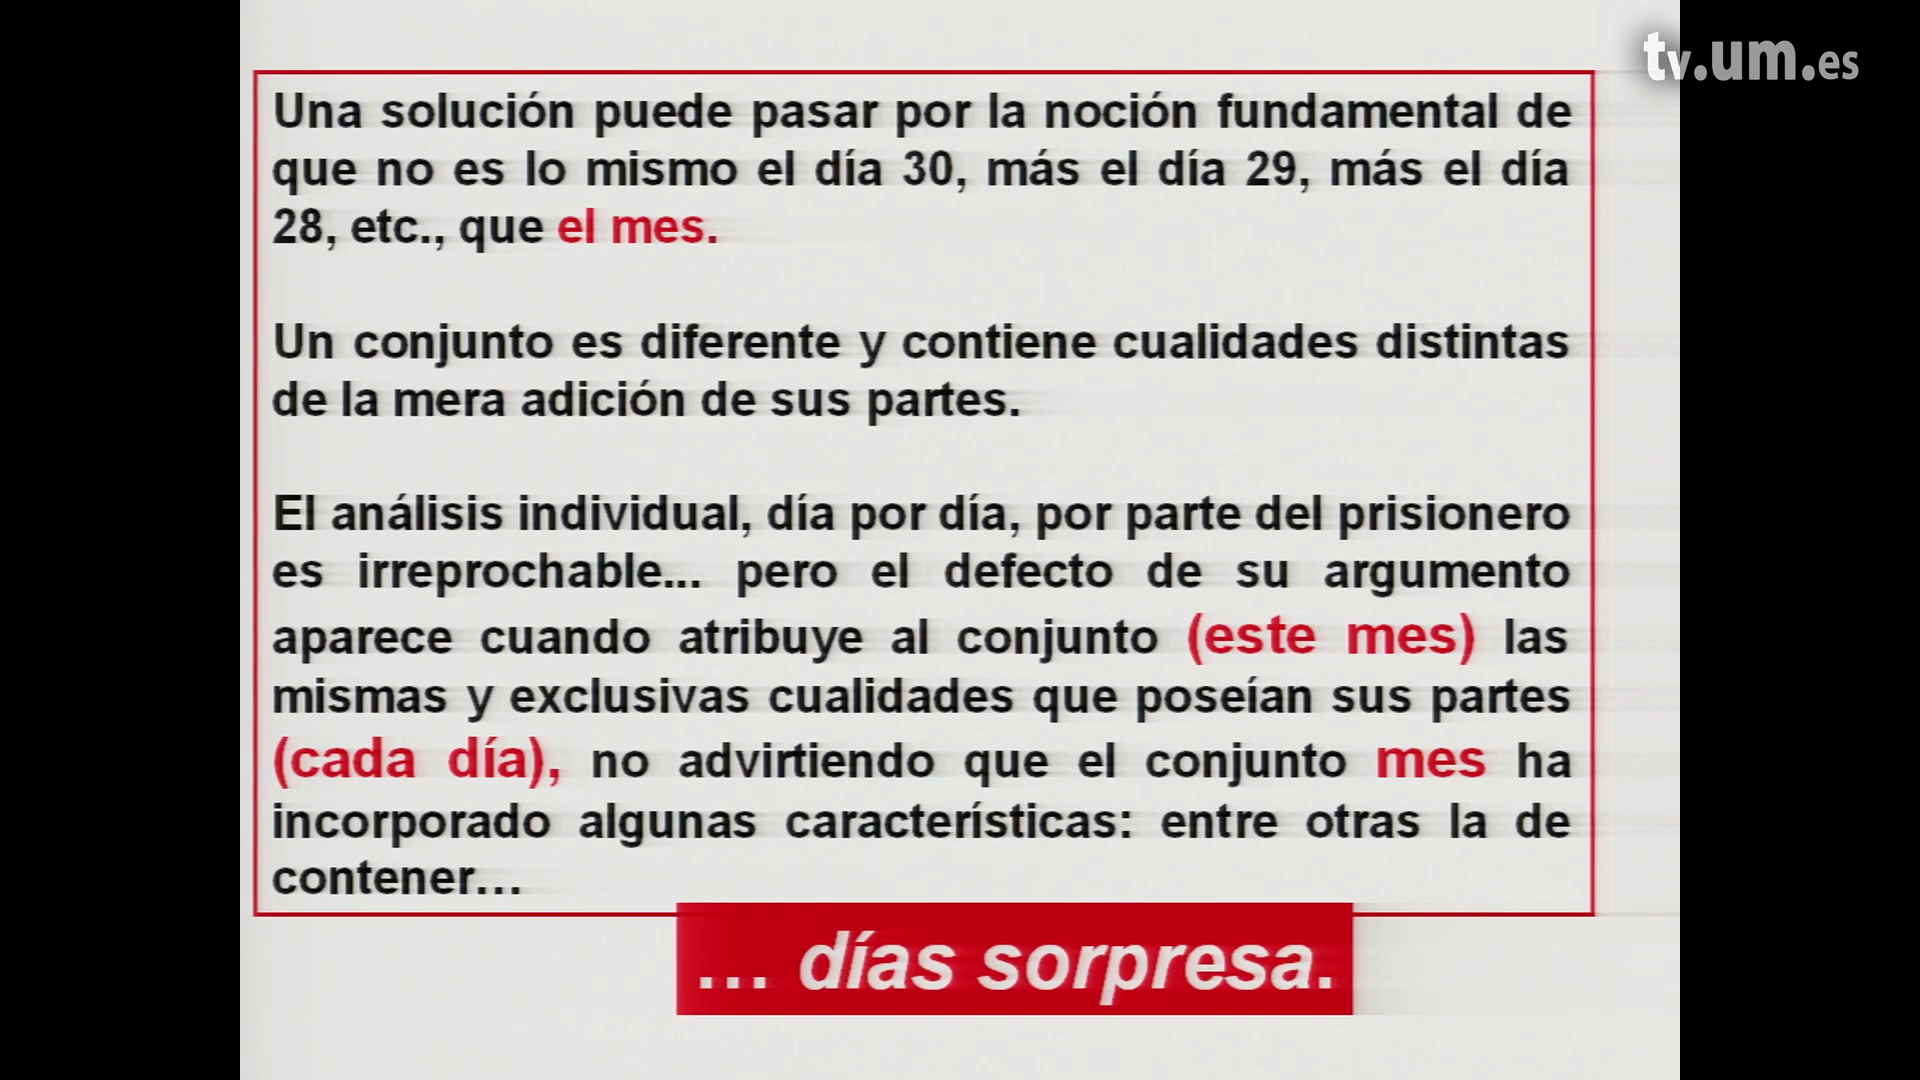 tv.um.es
Una solución puede pasar por la noción fundamental de
que no es lo mismo el día 30, más el día 29, más el día
28, etc., que el mes.
Un conjunto es diferente y contiene cualidades distintas
de la mera adición de sus partes.
El análisis individual, día por día, por parte del prisionero
es irreprochable... pero el defecto de su argumento
aparece cuando atribuye al conjunto (este mes) las
mismas y exclusivas cualidades que poseían sus partes
(cada día), no advirtiendo que el conjunto mes ha
incorporado algunas características: entre otras la de
contener...
... días sorpresa.